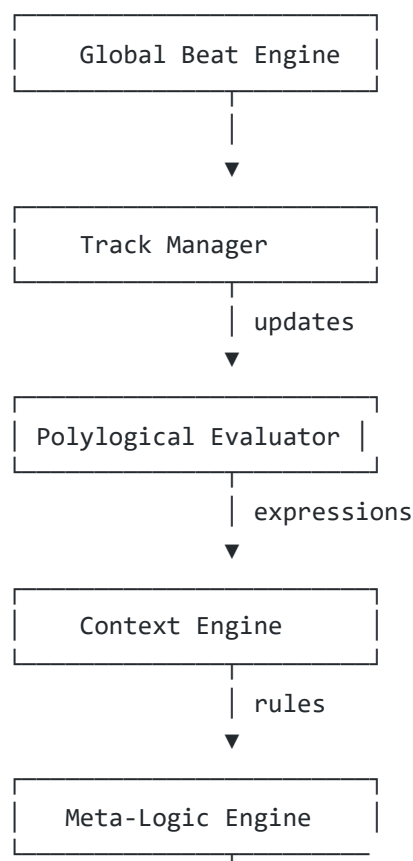 Global Beat Engine
Track Manager
updates
Polylogical Evaluator
expressions
Context Engine
rules
Meta-Logic Engine